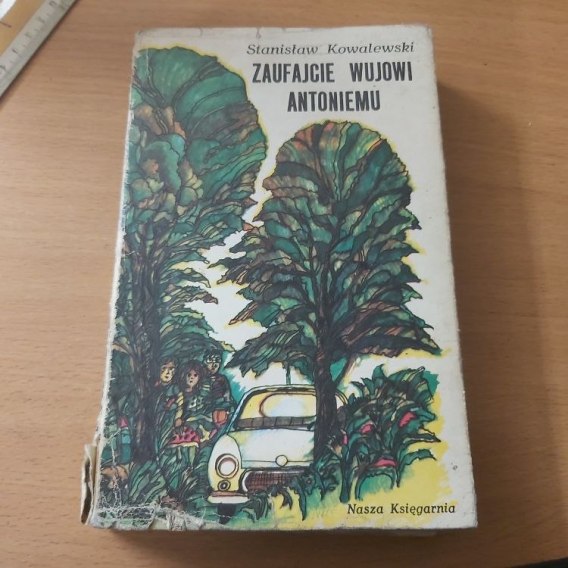 Stanisław Kowalewski
ZAUFAJCIE WUJOWI
ANTONIEMU
Nasza Księgarnia